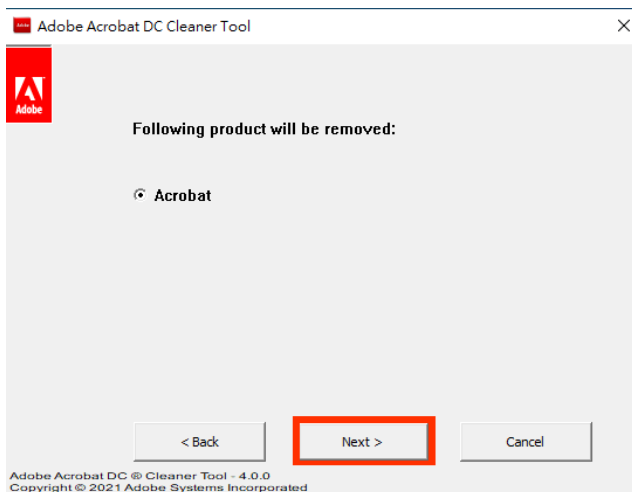 Adobe Acrobat DC Cleaner Tool
Adobe
Following product will be removed:
Acrobat
< Back
Next >
Cancel
Adobe Acrobat DC ® Cleaner Tool - 4.0.0
Copyright © 2021 Adobe Systems Incorporated